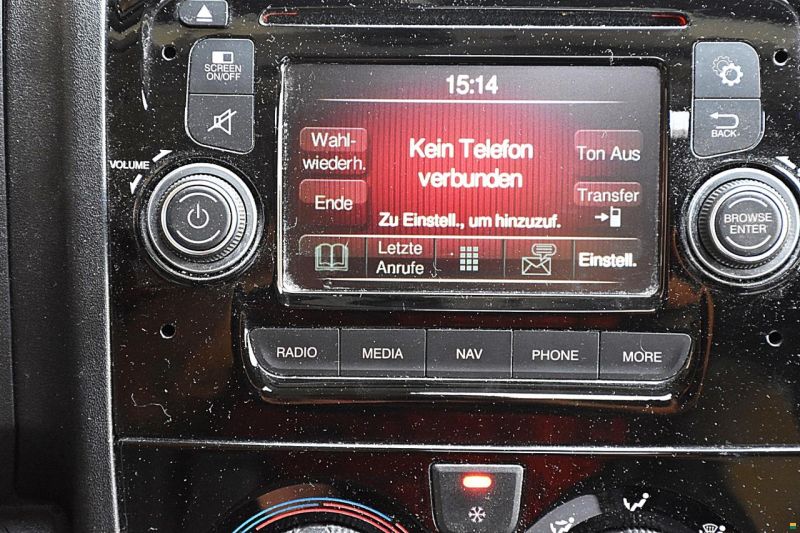 SCREEN
ON/OFF
15:14
VOLUME
Wahl-
wiederh.
Kein Telefon
verbunden
Ton Aus
BACK
Ende
Transfer
Zu Einstell., um hinzuzuf.
BROWSE
ENTER
Letzte
Anrufe
Einstell.
RADIO
MEDIA
NAV
PHONE
MORE